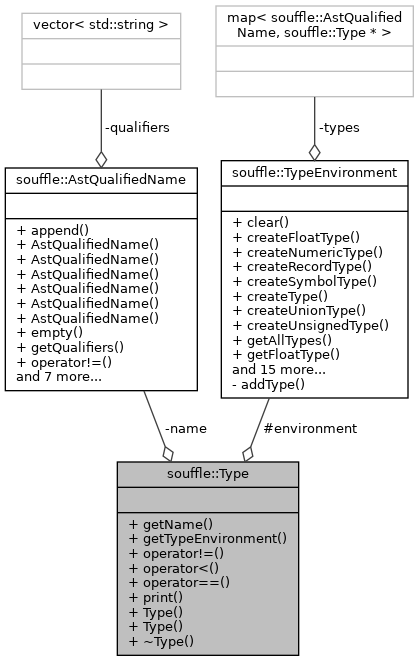 vector< std::string >
map< souffle::AstQualified
Name, souffle::Type * >
-qualifiers
-types
souffle::AstQualifiedName
+ append()
+ AstQualifiedName()
+ AstQualifiedName()
+ AstQualifiedName()
+ AstQualifiedName()
+ AstQualifiedName()
+ AstQualifiedName()
+ empty()
+ getQualifiers()
+ operator!=()
and 7 more...
souffle::TypeEnvironment
+ clear()
+ createFloatType()
+ createNumericType()
+ createRecordType()
+ createSymbolType()
+ createType()
+ createUnionType()
+ createUnsignedType()
+ getAllTypes()
+ getFloatType()
and 15 more...
- addType()
-name
#environment
souffle::Type
+ getName()
+ getTypeEnvironment()
+ operator!=()
+ operator<()
+ operator==()
+ print()
+ Type()
+ Type()
+ ~Type()